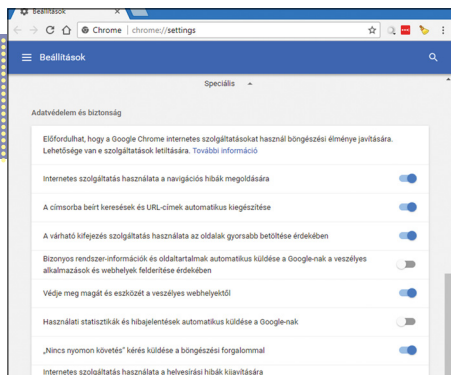 Beállítások
Chrome | chrome://settings
Beállítások
Speciális
Adatvédelem és biztonság
Előfordulhat, hogy a Google Chrome internetes szolgáltatásokat használ böngészési élménye javítására.
Lehetősége van e szolgáltatások letiltására. További információ
Internetes szolgáltatás használata a navigációs hibák megoldására
A címsorba beírt keresések és URL-címek automatikus kiegészítése
A várható kifejezés szolgáltatás használata az oldalak gyorsabb betöltése érdekében
Bizonyos rendszer-információk és oldaltartalmak automatikus küldése a Google-nak a veszélyes
alkalmazások és webhelyek felderítése érdekében
Védje meg magát és eszközét a veszélyes webhelyektől
Használati statisztikák és hibajelentések automatikus küldése a Google-nak
„Nincs nyomon követés” kérés küldése a böngészési forgalommal
Internetes szolgáltatás használata a helyesírási hibák kijavítására